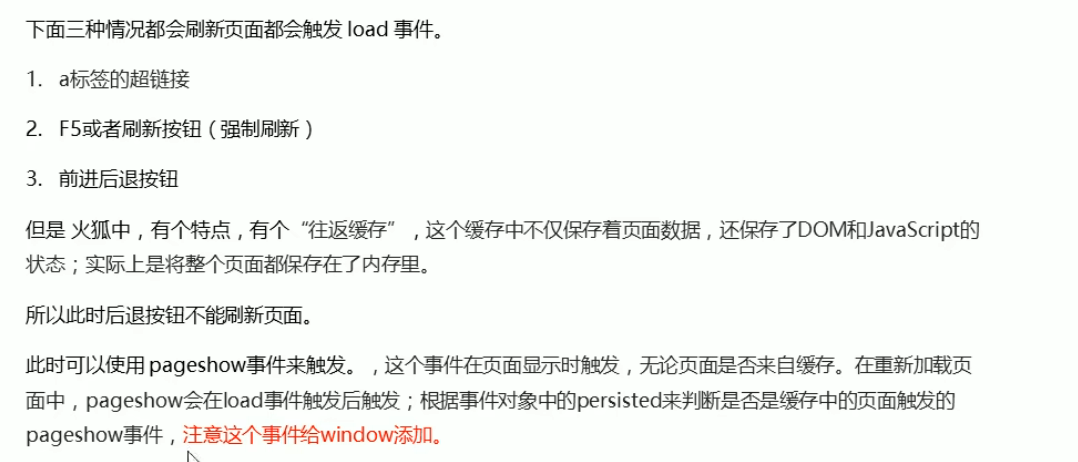 下面三种情况都会刷新页面都会触发 load 事件。
1. a标签的超链接
2. F5或者刷新按钮（强制刷新）
3. 前进后退按钮
但是 火狐中，有个特点，有个“往返缓存”，这个缓存中不仅保存着页面数据，还保存了DOM和JavaScript的
状态；实际上是将整个页面都保存在了内存里。
所以此时后退按钮不能刷新页面。
此时可以使用 pageshow事件来触发。，这个事件在页面显示时触发，无论页面是否来自缓存。在重新加载页
面中，pageshow会在load事件触发后触发；根据事件对象中的persisted来判断是否是缓存中的页面触发的
pageshow事件，注意这个事件给window添加。